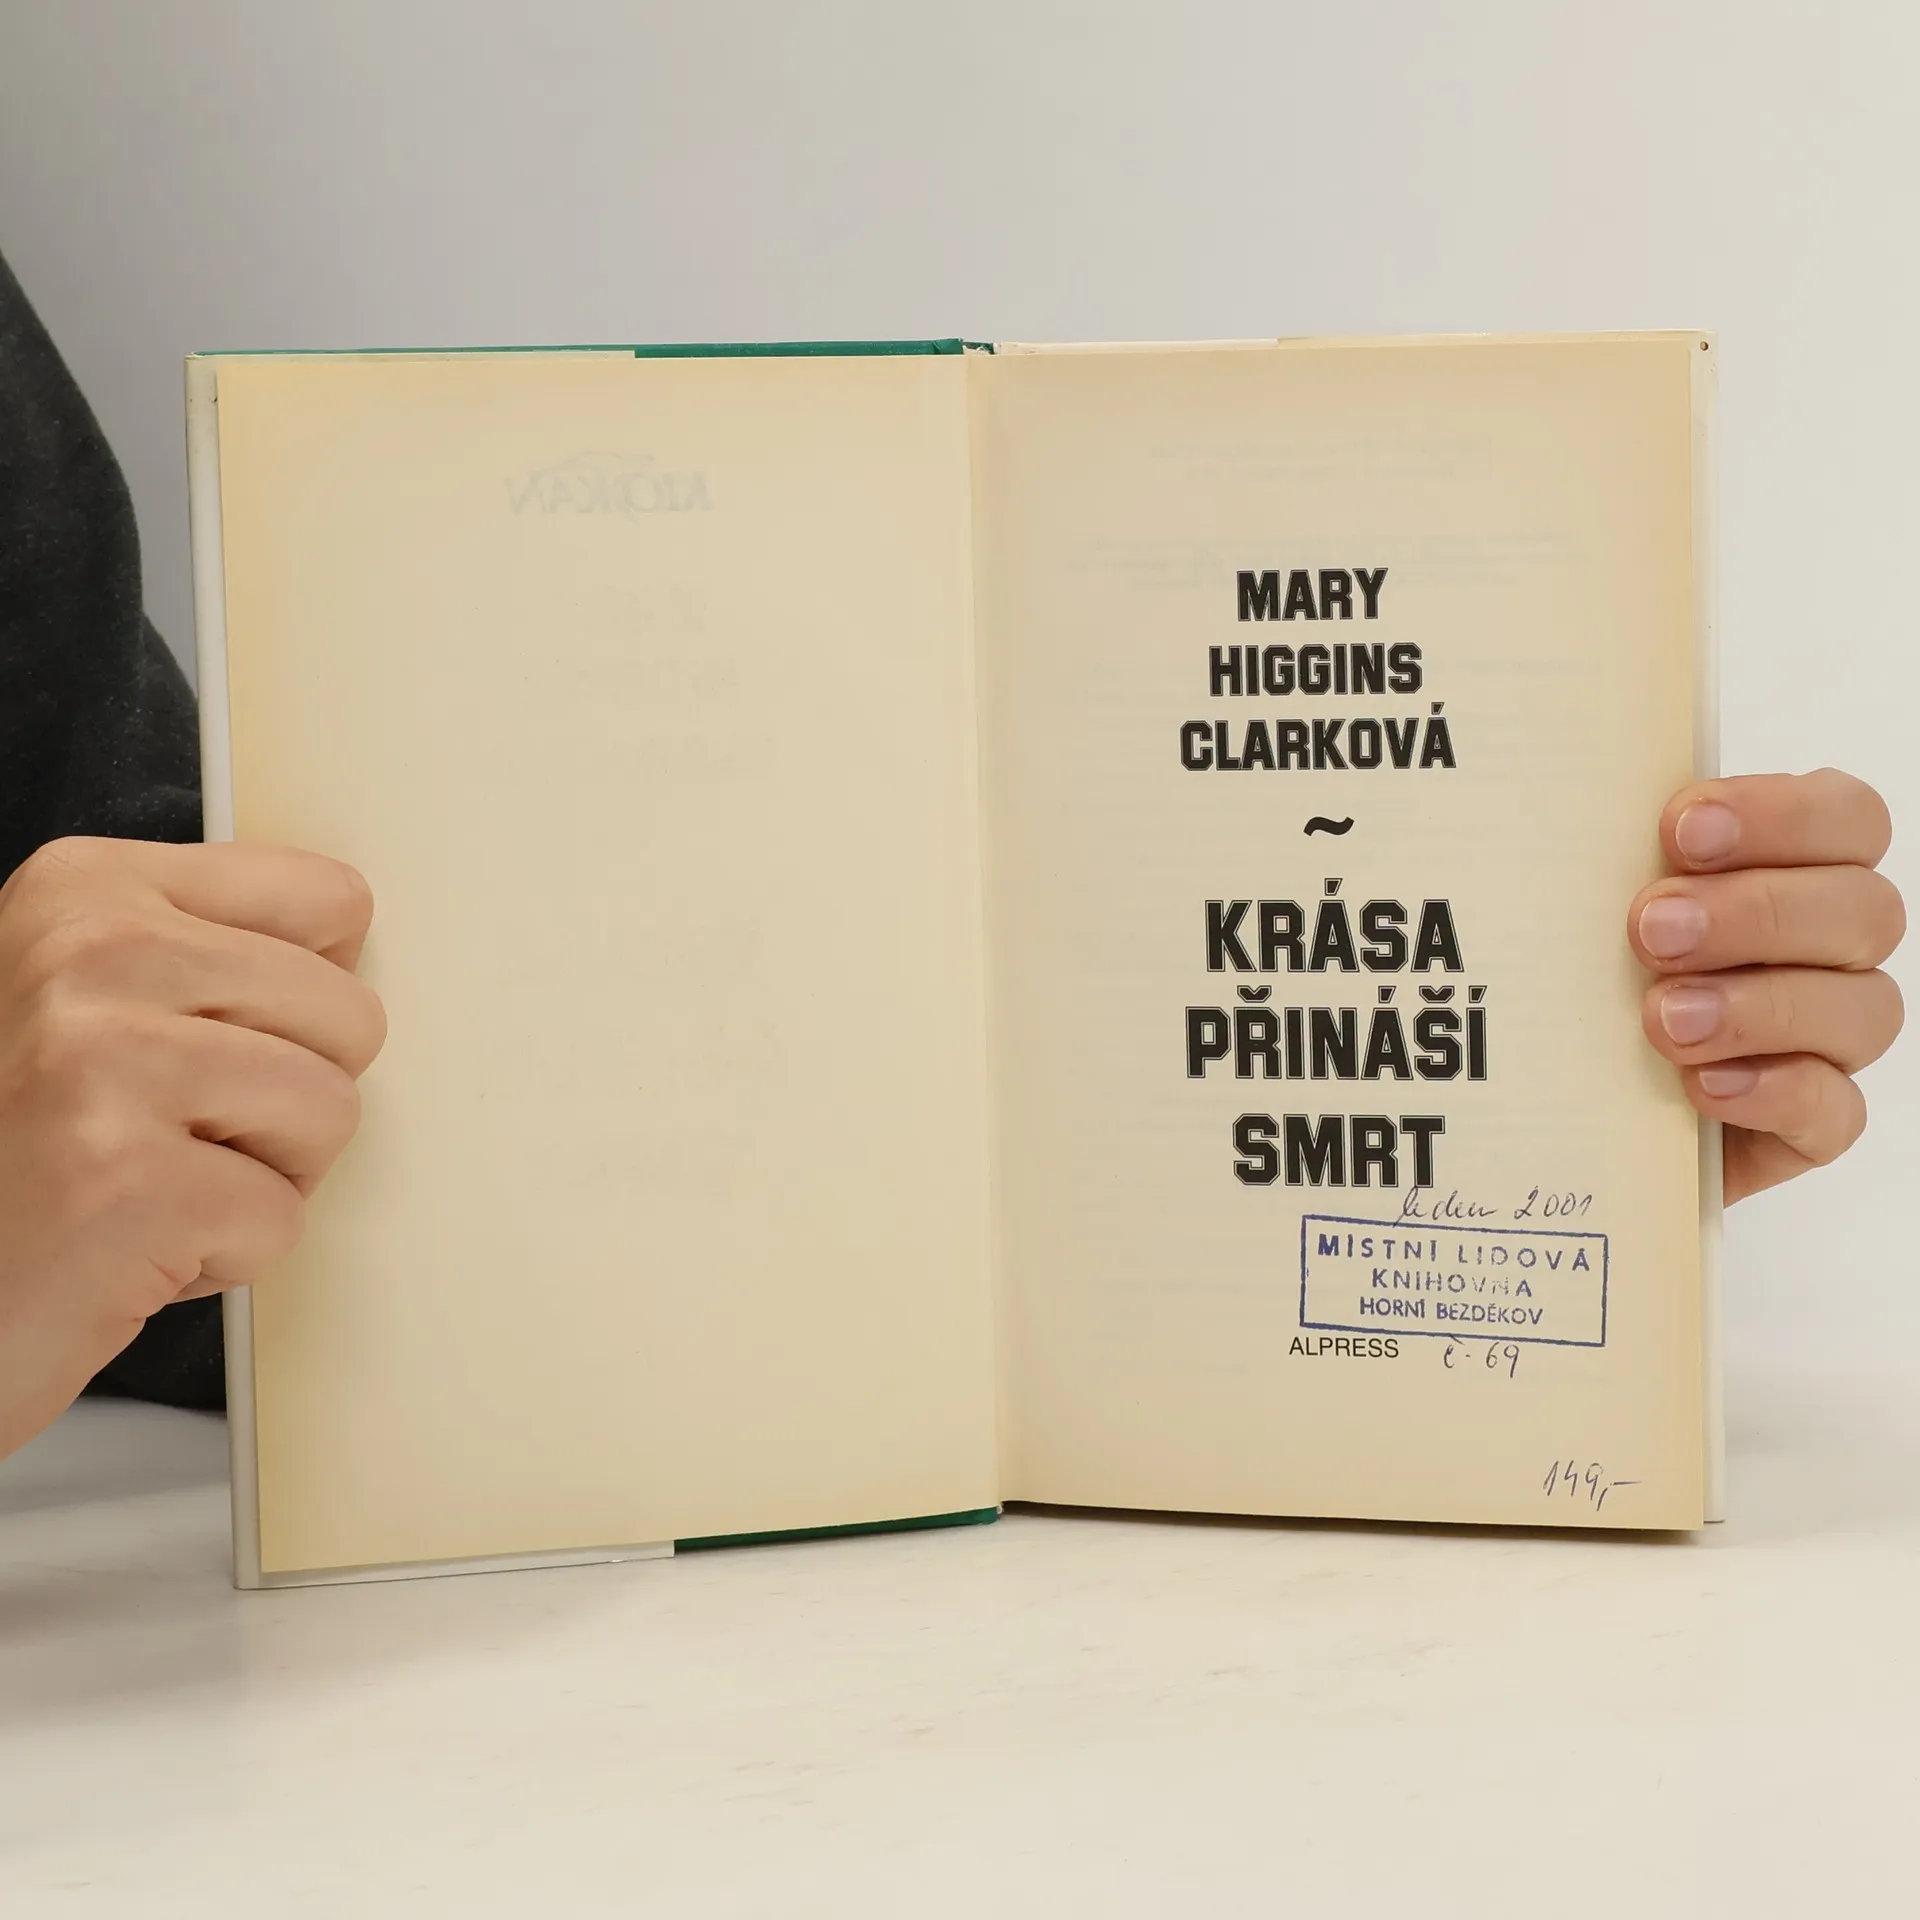 MARY
HIGGINS
CLARKOVÁ
~
KRÁSA
PŘINÁŠÍ
SMRT
leden 2001
MÍSTNÍ LIDOVÁ
KNIHOVNA
HORNÍ BEZDĚKOV
ALPRESS č. 69
149,-